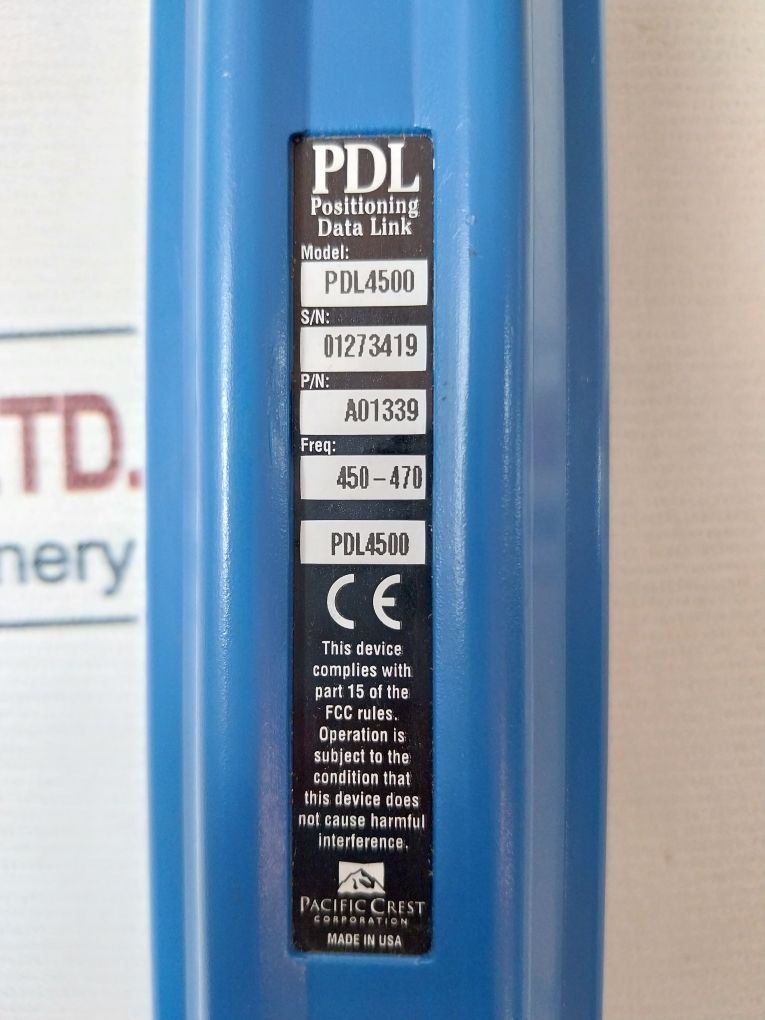 PDL
Positioning
Data Link
Model:
PDL4500
S/N:
01273419
P/N:
A01339
Freq:
450-470
PDL4500
CE
This device
complies with
part 15 of the
FCC rules.
Operation is
subject to the
condition that
this device does
not cause harmful
interference.
PACIFIC CREST
CORPORATION
MADE IN USA
TD.
nery